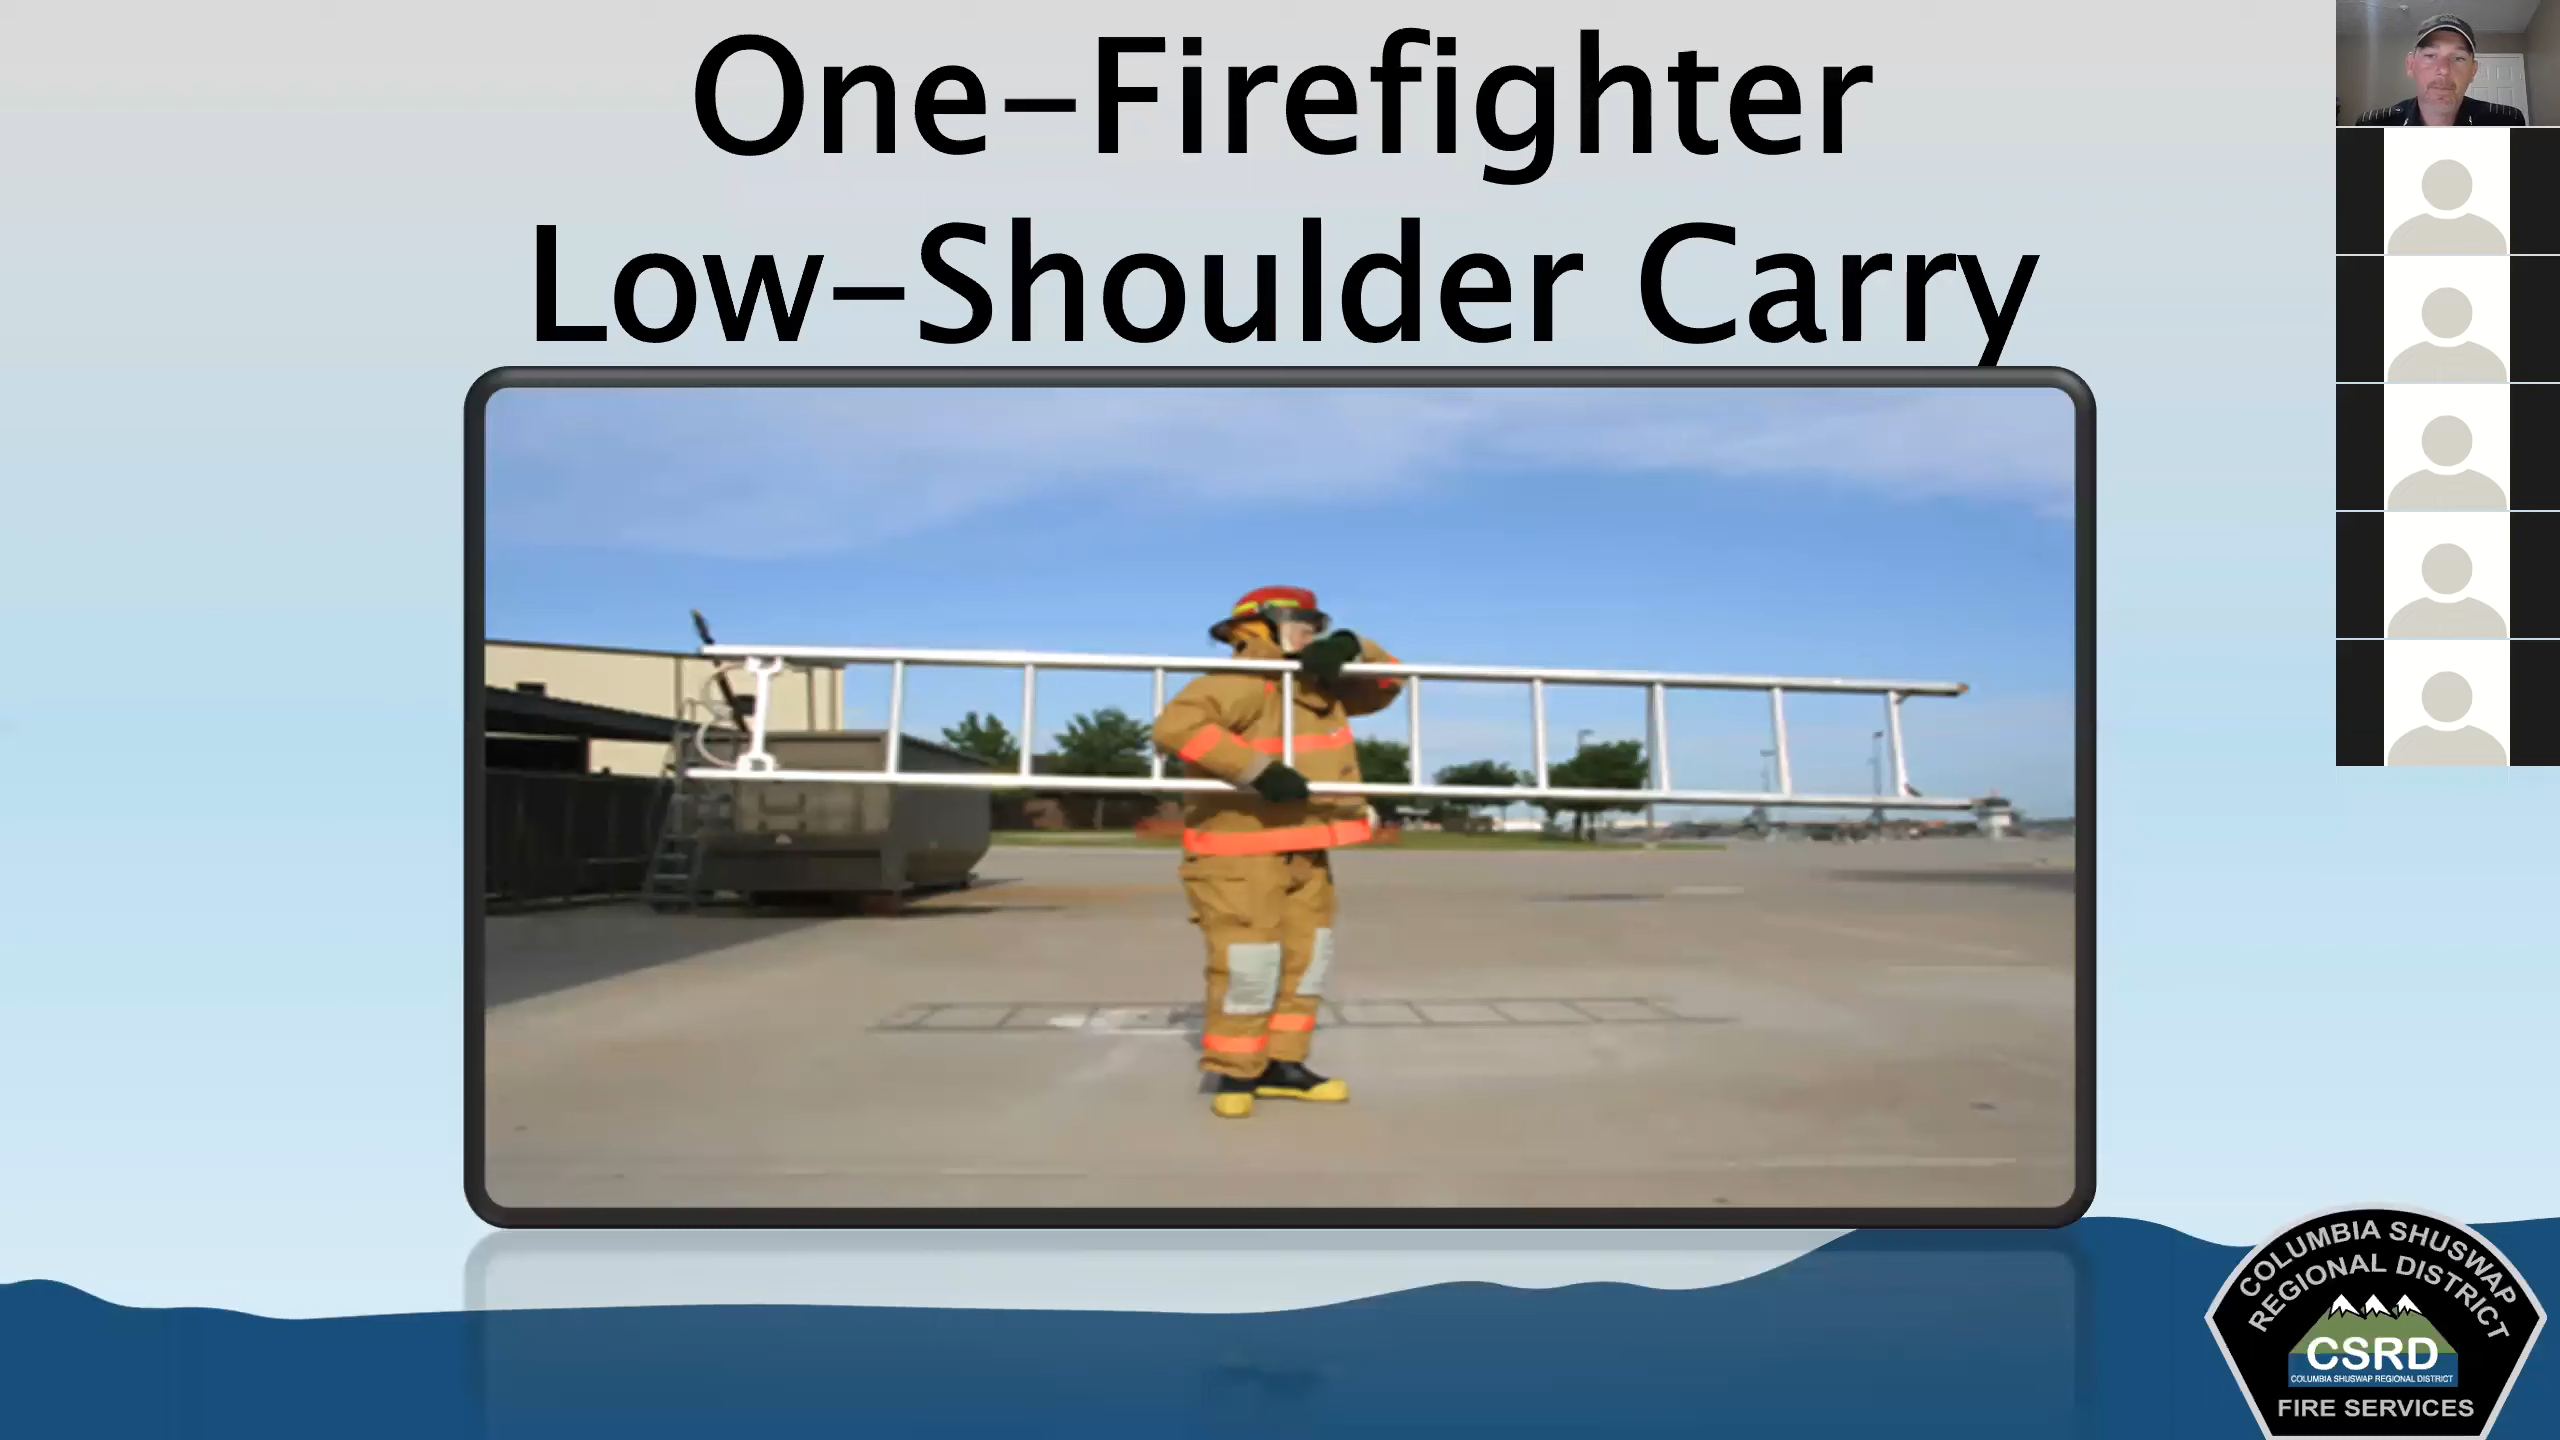 One-Firefighter
Low-Shoulder Carry
COLUMBIA SHUSWAP
REGIONAL DISTRICT
CSRD
COLUMBIA SHUSWAP REGIONAL DISTRICT
FIRE SERVICES